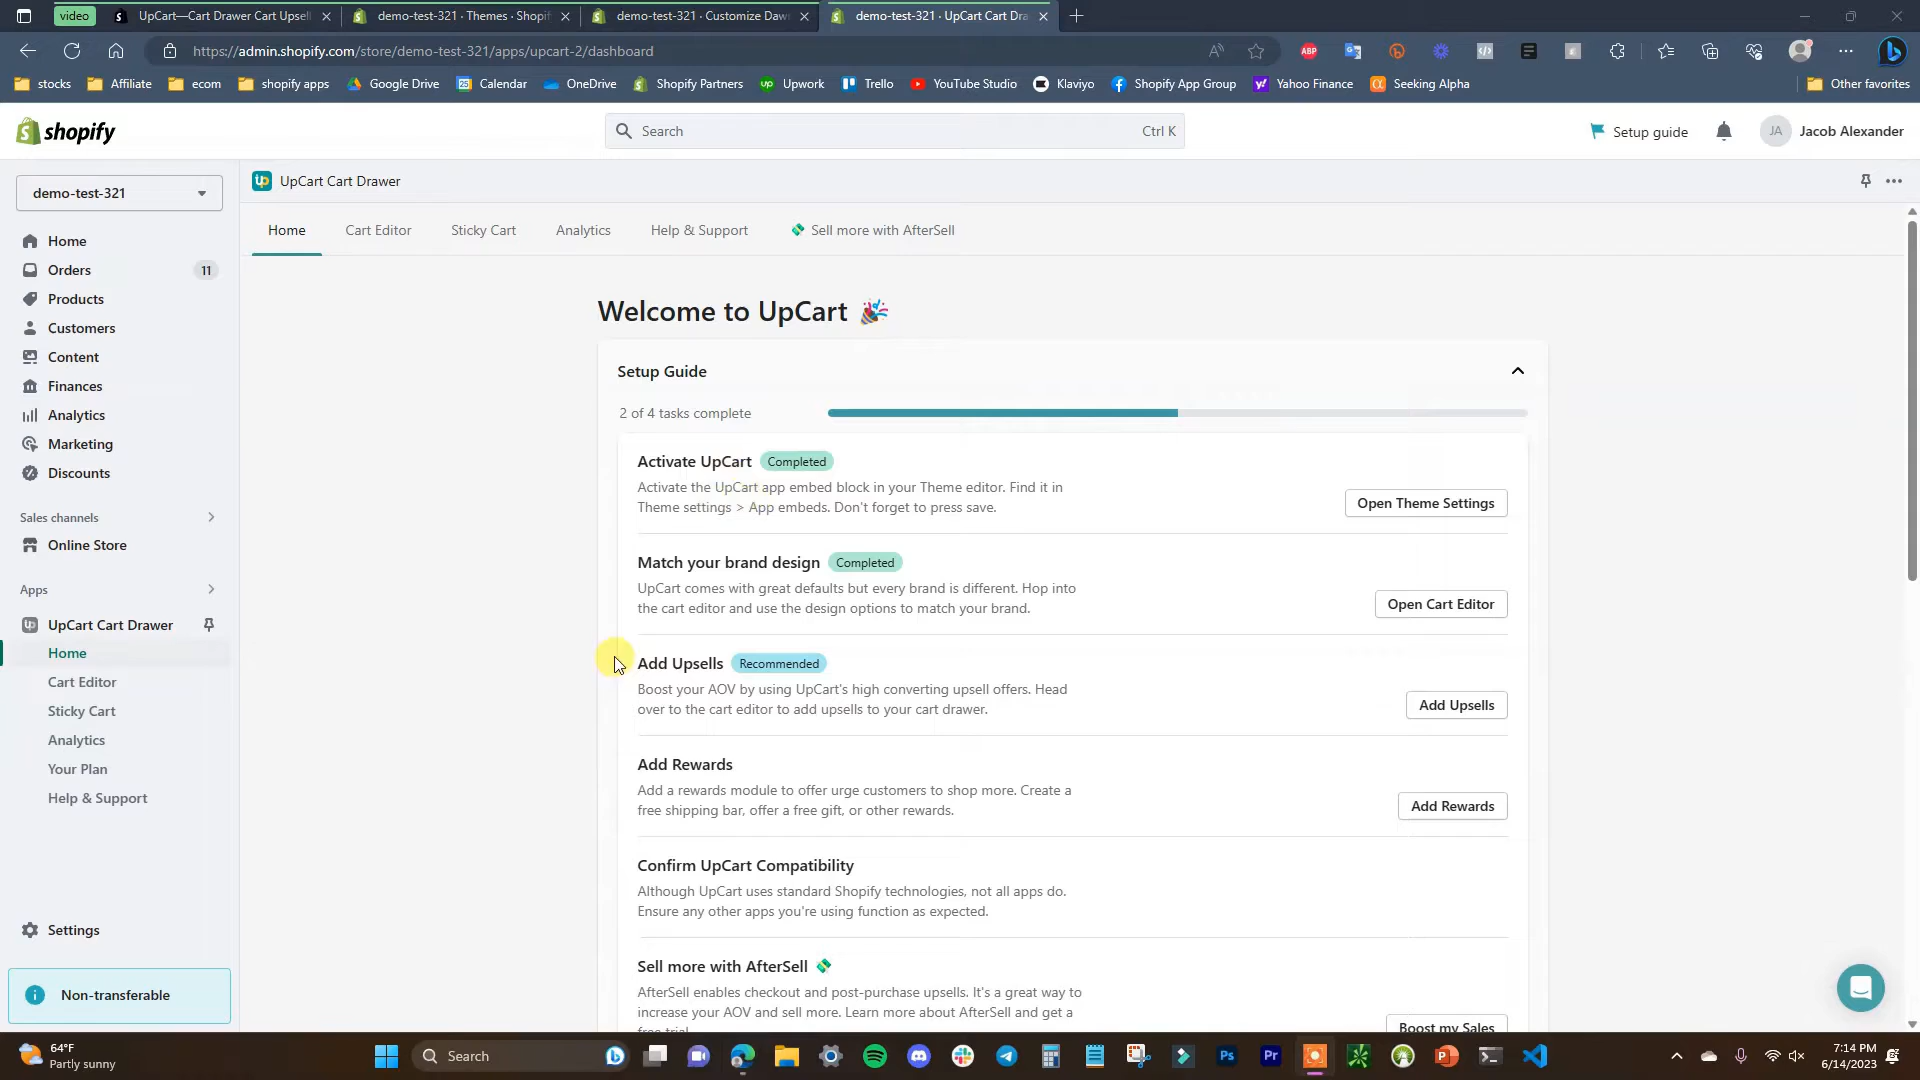 video
UpCart—Cart Drawer Cart Upsell
demo-test-321 · Themes · Shopif
demo-test-321 · Customize Daw
demo-test-321 · UpCart Cart Dra
https://admin.shopify.com/store/demo-test-321/apps/upcart-2/dashboard
stocks
Affiliate
ecom
shopify apps
Google Drive
Calendar
OneDrive
Shopify Partners
Upwork
Trello
YouTube Studio
Klaviyo
Shopify App Group
Yahoo Finance
Seeking Alpha
Other favorites
shopify
Search
Ctrl K
Setup guide
JA
Jacob Alexander
demo-test-321
UpCart Cart Drawer
Home
Cart Editor
Sticky Cart
Analytics
Help & Support
Sell more with AfterSell
Home
Orders
11
Products
Customers
Content
Finances
Analytics
Marketing
Discounts
Sales channels
Online Store
Apps
UpCart Cart Drawer
Home
Cart Editor
Sticky Cart
Analytics
Your Plan
Help & Support
Settings
Non-transferable
Welcome to UpCart
Setup Guide
2 of 4 tasks complete
Activate UpCart Completed
Activate the UpCart app embed block in your Theme editor. Find it in
Theme settings > App embeds. Don't forget to press save.
Open Theme Settings
Match your brand design Completed
UpCart comes with great defaults but every brand is different. Hop into
the cart editor and use the design options to match your brand.
Open Cart Editor
Add Upsells Recommended
Boost your AOV by using UpCart's high converting upsell offers. Head
over to the cart editor to add upsells to your cart drawer.
Add Upsells
Add Rewards
Add a rewards module to offer urge customers to shop more. Create a
free shipping bar, offer a free gift, or other rewards.
Add Rewards
Confirm UpCart Compatibility
Although UpCart uses standard Shopify technologies, not all apps do.
Ensure any other apps you're using function as expected.
Sell more with AfterSell
AfterSell enables checkout and post-purchase upsells. It's a great way to
increase your AOV and sell more. Learn more about AfterSell and get a
free trial
Boost my Sales
64°F
Partly sunny
Search
7:14 PM
6/14/2023